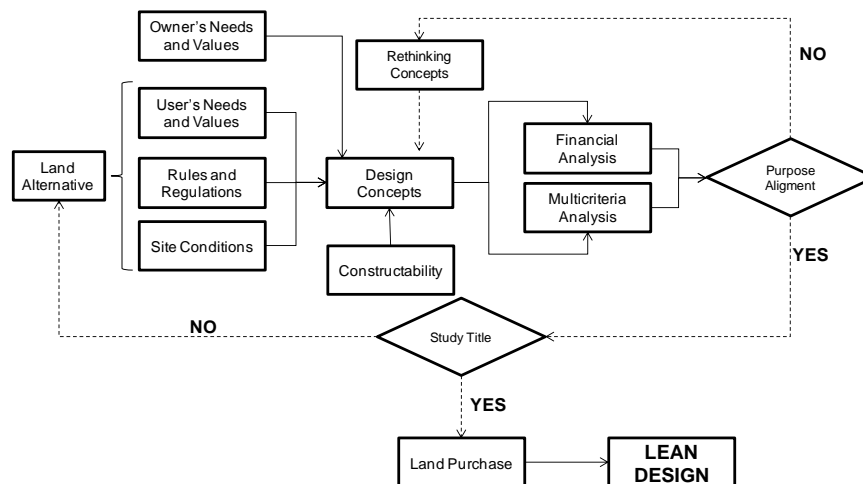 Owner's Needs
and Values
Rethinking
Concepts
NO
User's Needs
and Values
Financial
Analysis
Land
Alternative
Rules and
Regulations
Design
Concepts
Purpose
Aligment
Multicriteria
Analysis
Site Conditions
Constructability
YES
NO
Study Title
YES
Land Purchase
LEAN
DESIGN